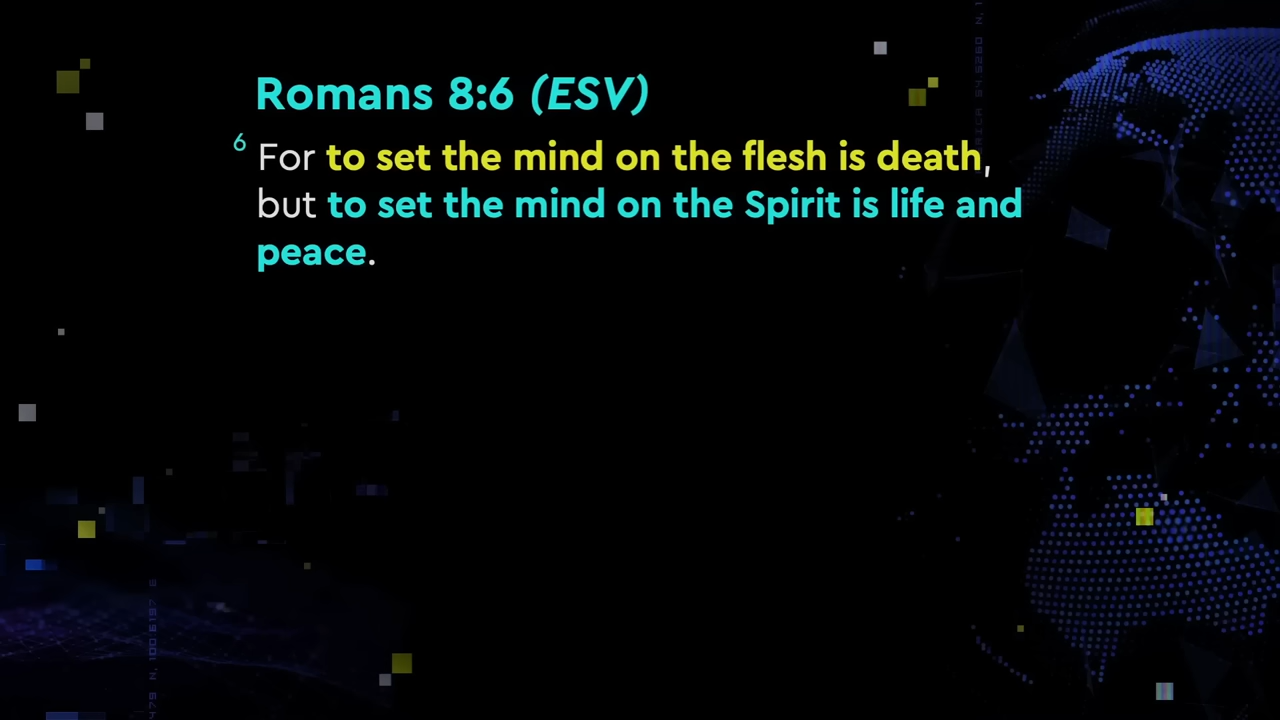 Romans 8:6 (ESV)
6 For to set the mind on the flesh is death,
but to set the mind on the Spirit is life and
peace.